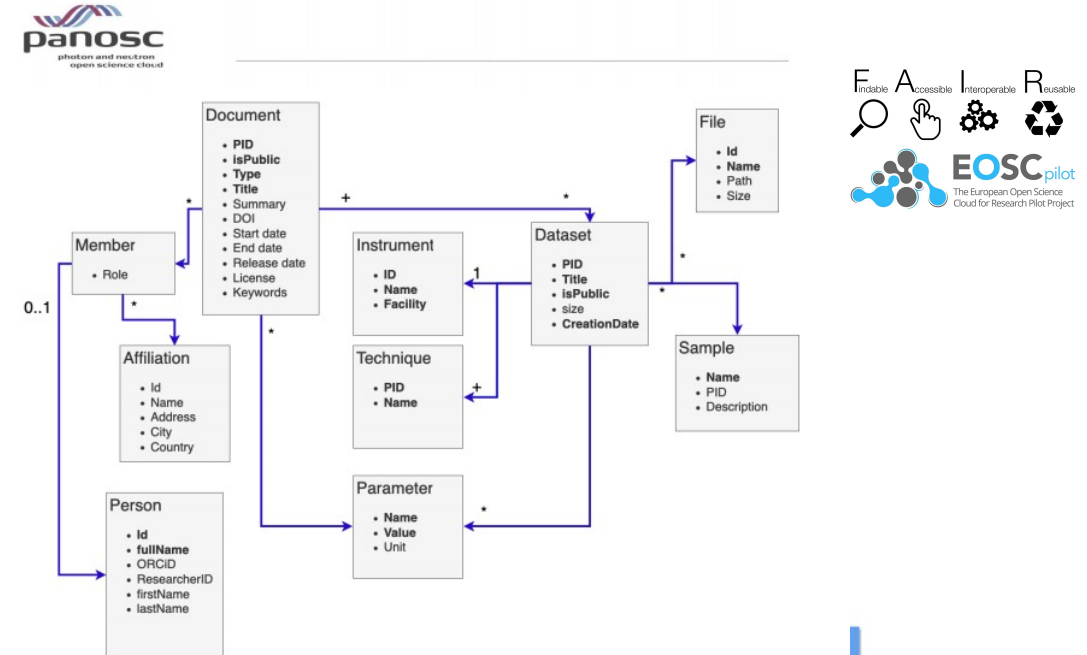 panosc
photon and neutron
open science cloud
Findable Accessible Interoperable Reusable
EOSCpilot
The European Open Science
Cloud for Research Pilot Project
Document
• PID
• isPublic
• Type
• Title
• Summary
• DOI
• Start date
• End date
• Release date
• License
• Keywords
File
• Id
• Name
• Path
• Size
*
+
*
Member
• Role
Instrument
• ID
• Name
• Facility
1
Dataset
• PID
• Title
• isPublic
• size
• CreationDate
*
*
0..1
*
*
Affiliation
• Id
• Name
• Address
• City
• Country
Technique
• PID
• Name
+
Sample
• Name
• PID
• Description
Person
• Id
• fullName
• ORCiD
• ResearcherID
• firstName
• lastName
Parameter
• Name
• Value
• Unit
*